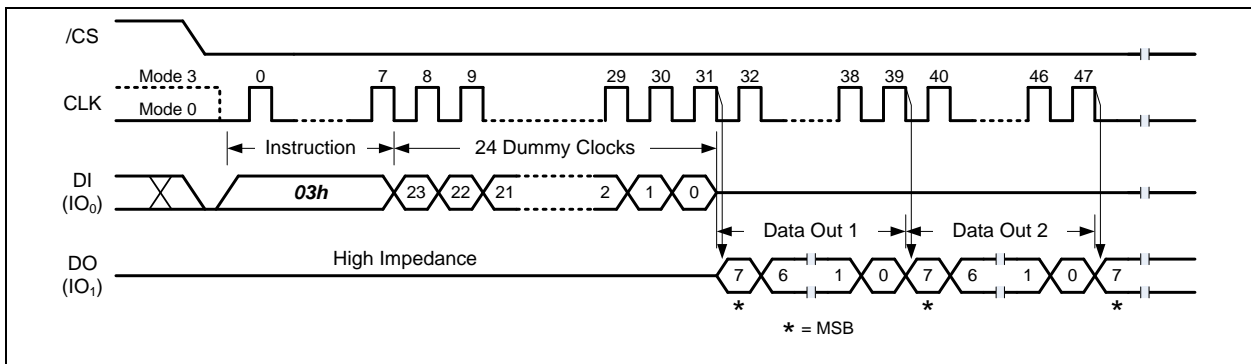 /CS
Mode 3 0 7 8 9 29 30 31 32 38 39 40 46 47
CLK
Mode 0
Instruction 24 Dummy Clocks
DI
(IO0)
03h 23 22 21 2 1 0
Data Out 1 Data Out 2
High Impedance
DO
(IO1)
7 6 1 0 7 6 1 0 7
* * *
* = MSB